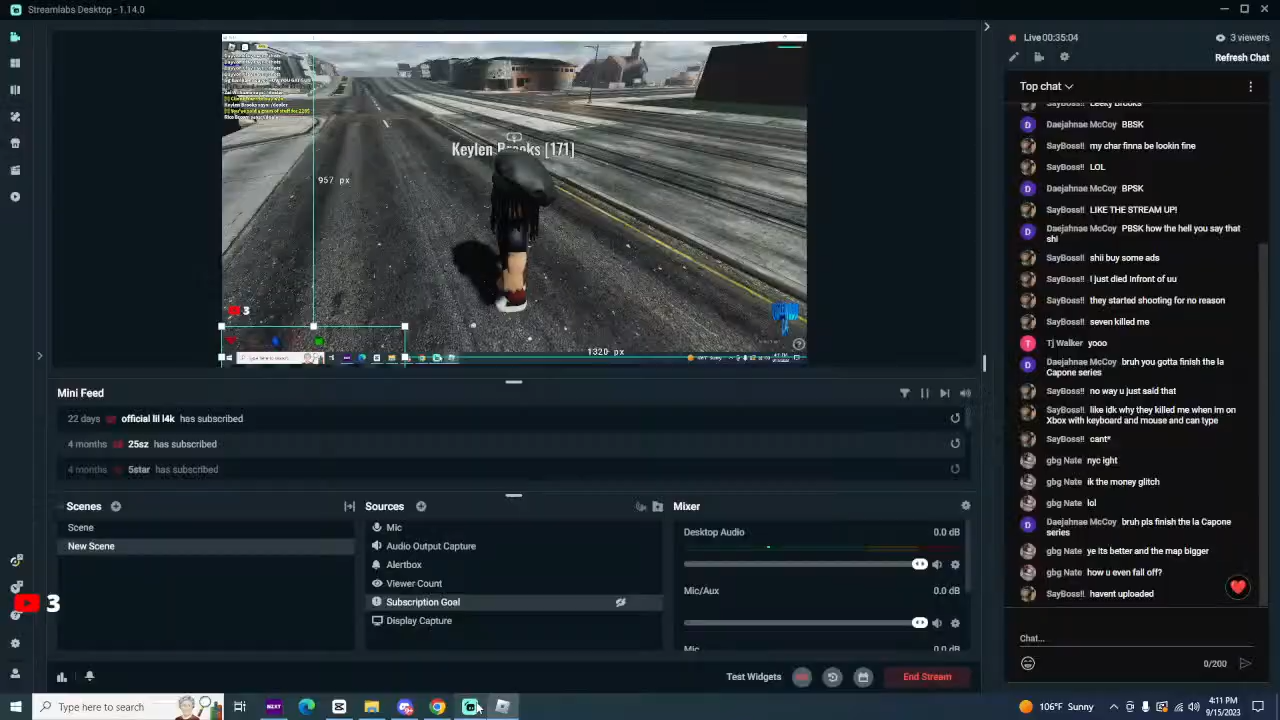 Streamlabs Desktop - 1.14.0
Live 00:35:04
3 viewers
Refresh Chat
Top chat
Keylen Brooks [171]
957 px
3
1320 px
Leeky Brooks
Daejahnae McCoy BBSK
SayBoss!! my char finna be lookin fine
SayBoss!! LOL
Daejahnae McCoy BPSK
SayBoss!! LIKE THE STREAM UP!
Daejahnae McCoy PBSK how the hell you say that
sh!
SayBoss!! shii buy some ads
SayBoss!! I just died Infront of uu
SayBoss!! they started shooting for no reason
SayBoss!! seven killed me
Tj Walker yooo
Daejahnae McCoy bruh you gotta finish the la
Capone series
SayBoss!! no way u just said that
SayBoss!! like idk why they killed me when im on
Xbox with keyboard and mouse and can type
SayBoss!! cant*
gbg Nate nyc ight
gbg Nate ik the money glitch
gbg Nate lol
Daejahnae McCoy bruh pls finish the la Capone
series
gbg Nate ye its better and the map bigger
gbg Nate how u even fall off?
SayBoss!! havent uploaded
Chat...
0/200
Mini Feed
22 days official lil l4k has subscribed
4 months 25sz has subscribed
4 months 5star has subscribed
Scenes
Scene
New Scene
Sources
Mic
Audio Output Capture
Alertbox
Viewer Count
Subscription Goal
Display Capture
Mixer
Desktop Audio 0.0 dB
Mic/Aux 0.0 dB
Mic 0.0 dB
3
Test Widgets
End Stream
Type here to search
106°F Sunny
4:11 PM
9/15/2023